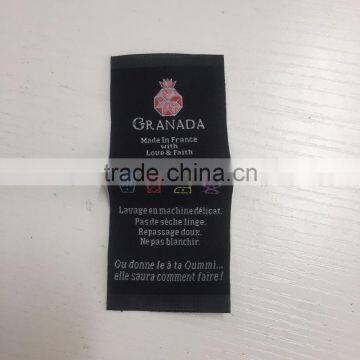 GRANADA
Made In France
with
Love & Faith
trade.china.cn
Lavage en machine délicat.
Pas de sèche linge.
Repassage doux.
Ne pas blanchir.
Ou donne le à ta Oummi...
elle saura comment faire !